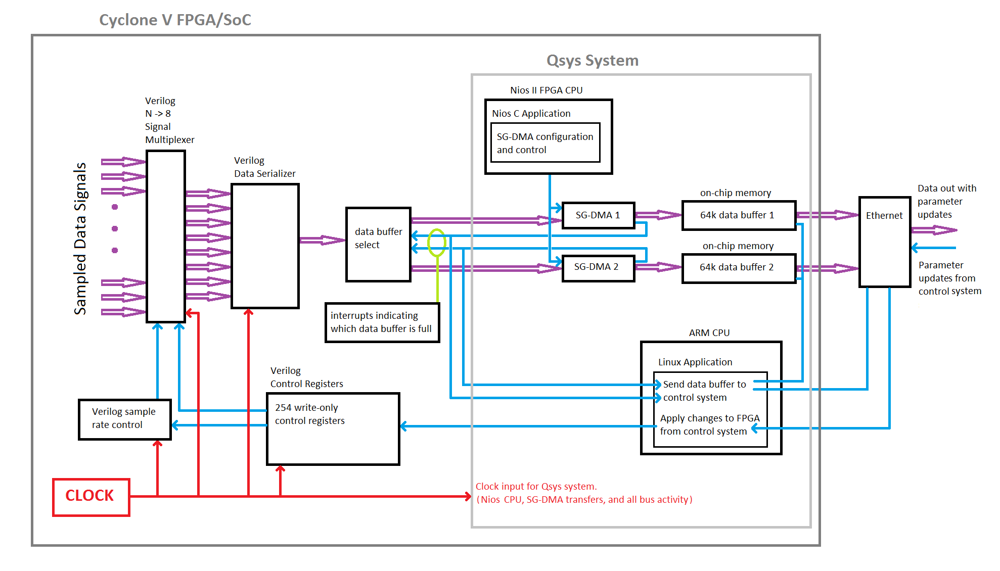 Cyclone V FPGA/SoC
Qsys System
Nios II FPGA CPU
Nios C Application
SG-DMA configuration
and control
Verilog
N -> 8
Signal
Multiplexer
Verilog
Data Serializer
Sampled Data Signals
data buffer
select
SG-DMA 1
on-chip memory
64k data buffer 1
SG-DMA 2
on-chip memory
64k data buffer 2
Ethernet
Data out with
parameter
updates
Parameter
updates from
control system
interrupts indicating
which data buffer is full
ARM CPU
Linux Application
Send data buffer to
control system
Apply changes to FPGA
from control system
Verilog
Control Registers
254 write-only
control registers
Verilog sample
rate control
CLOCK
Clock input for Qsys system.
(Nios CPU, SG-DMA transfers, and all bus activity)